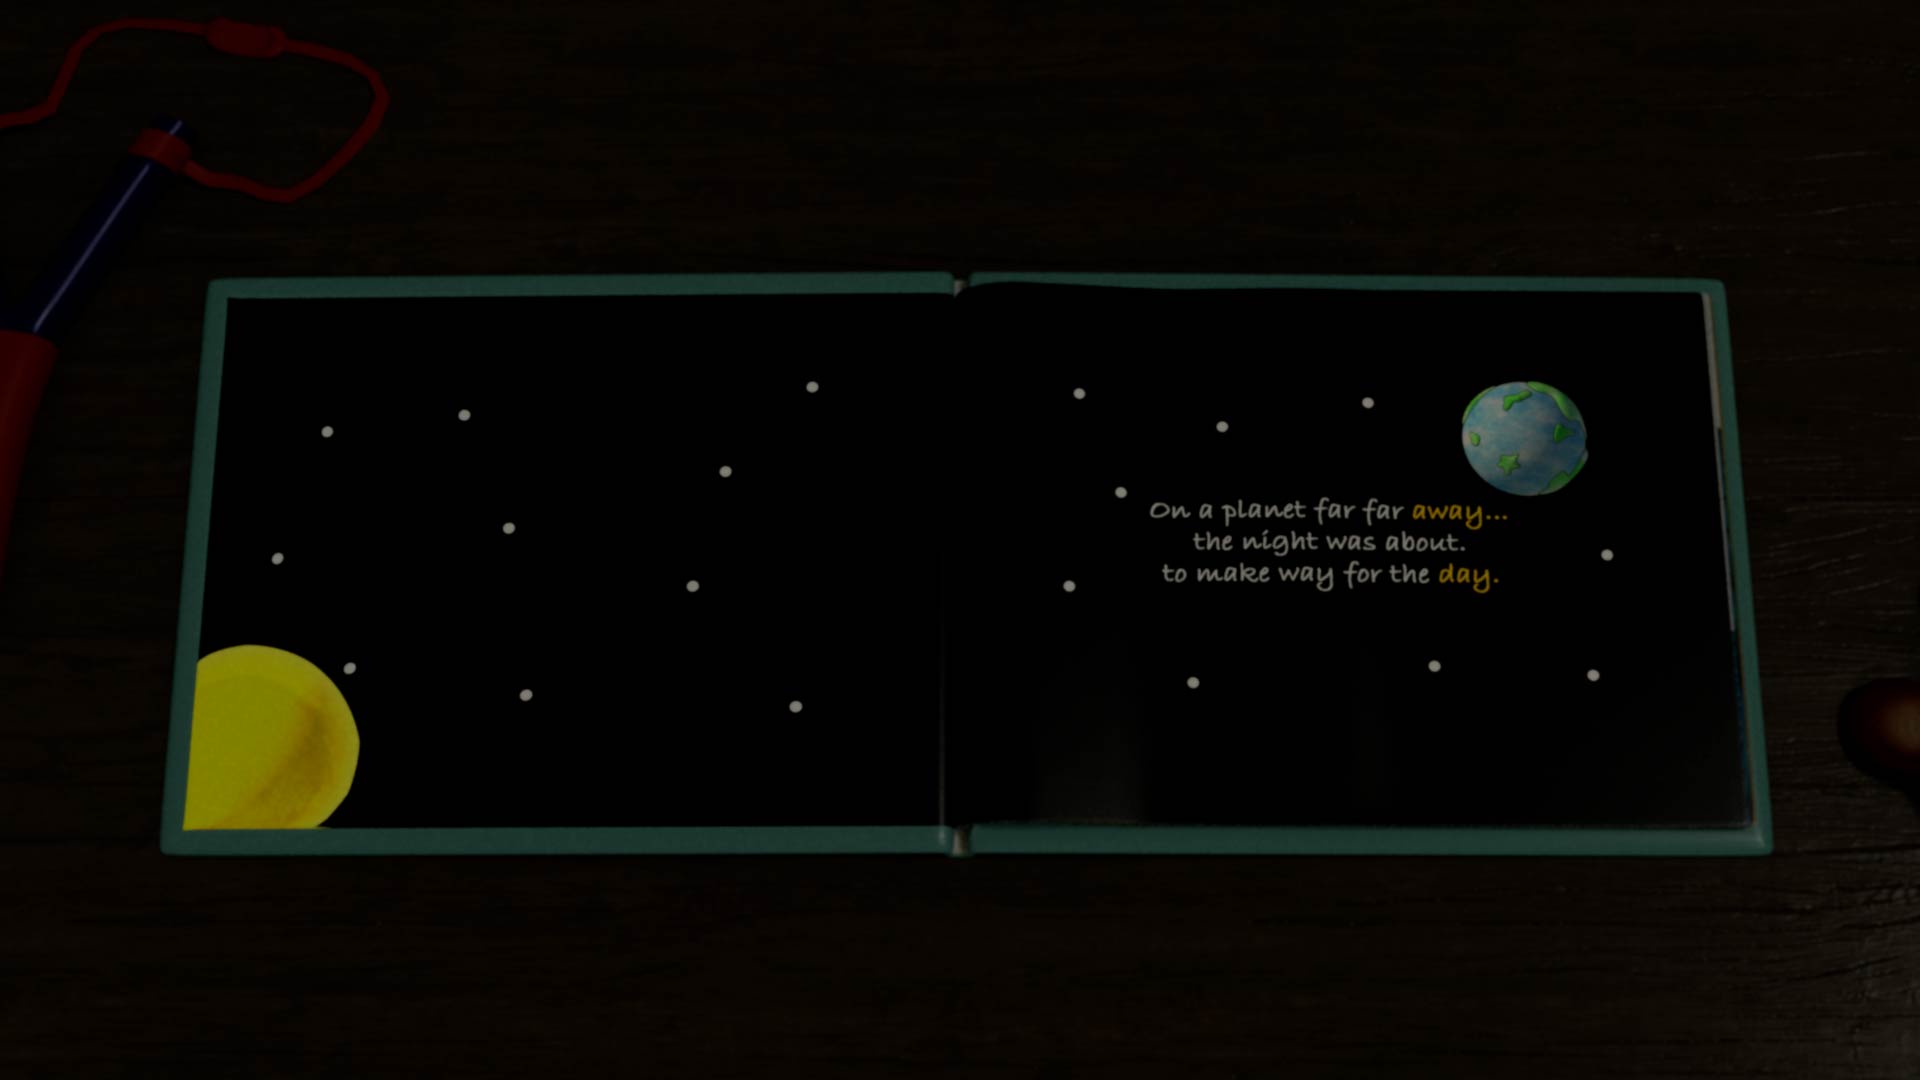 On a planet far far away...
the night was about.
to make way for the day.